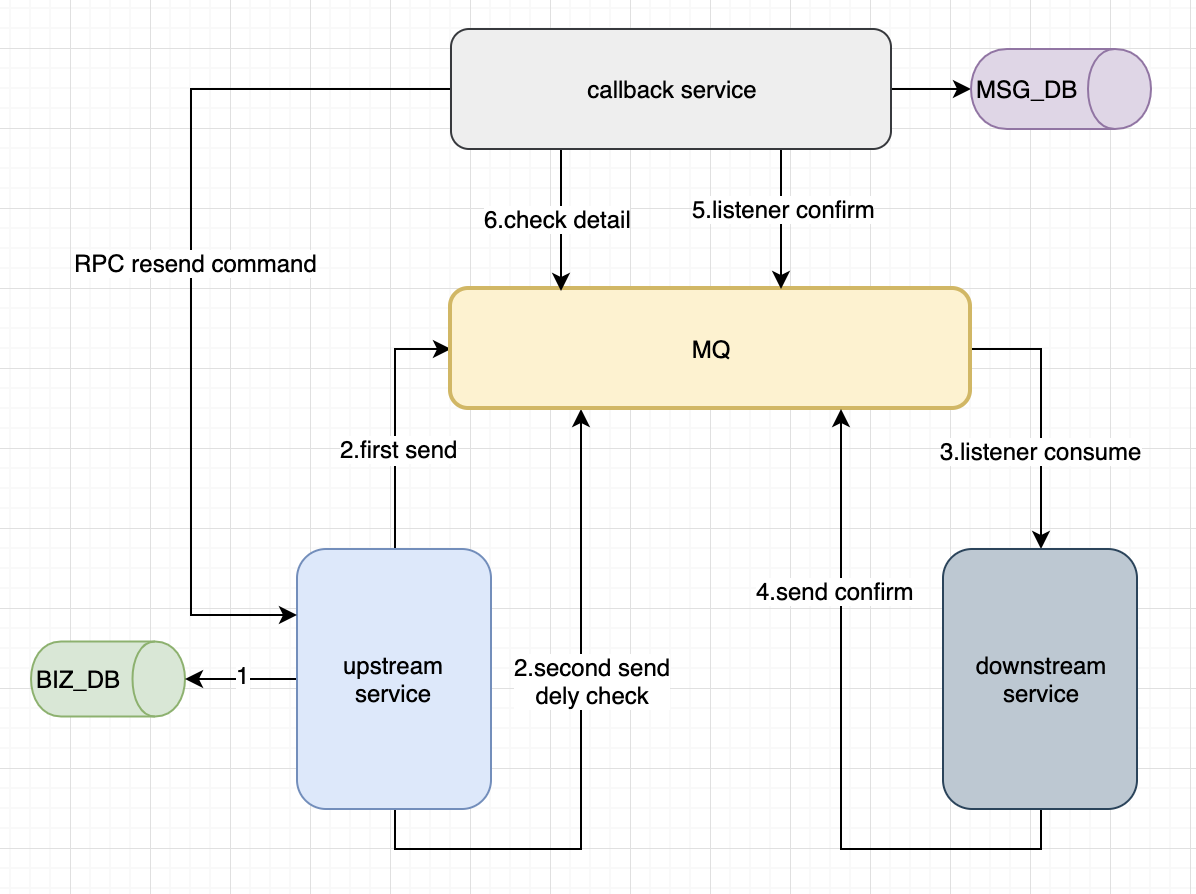 callback service
MSG_DB
6.check detail
5.listener confirm
RPC resend command
MQ
2.first send
3.listener consume
4.send confirm
upstream
service
2.second send
dely check
downstream
service
BIZ_DB
1